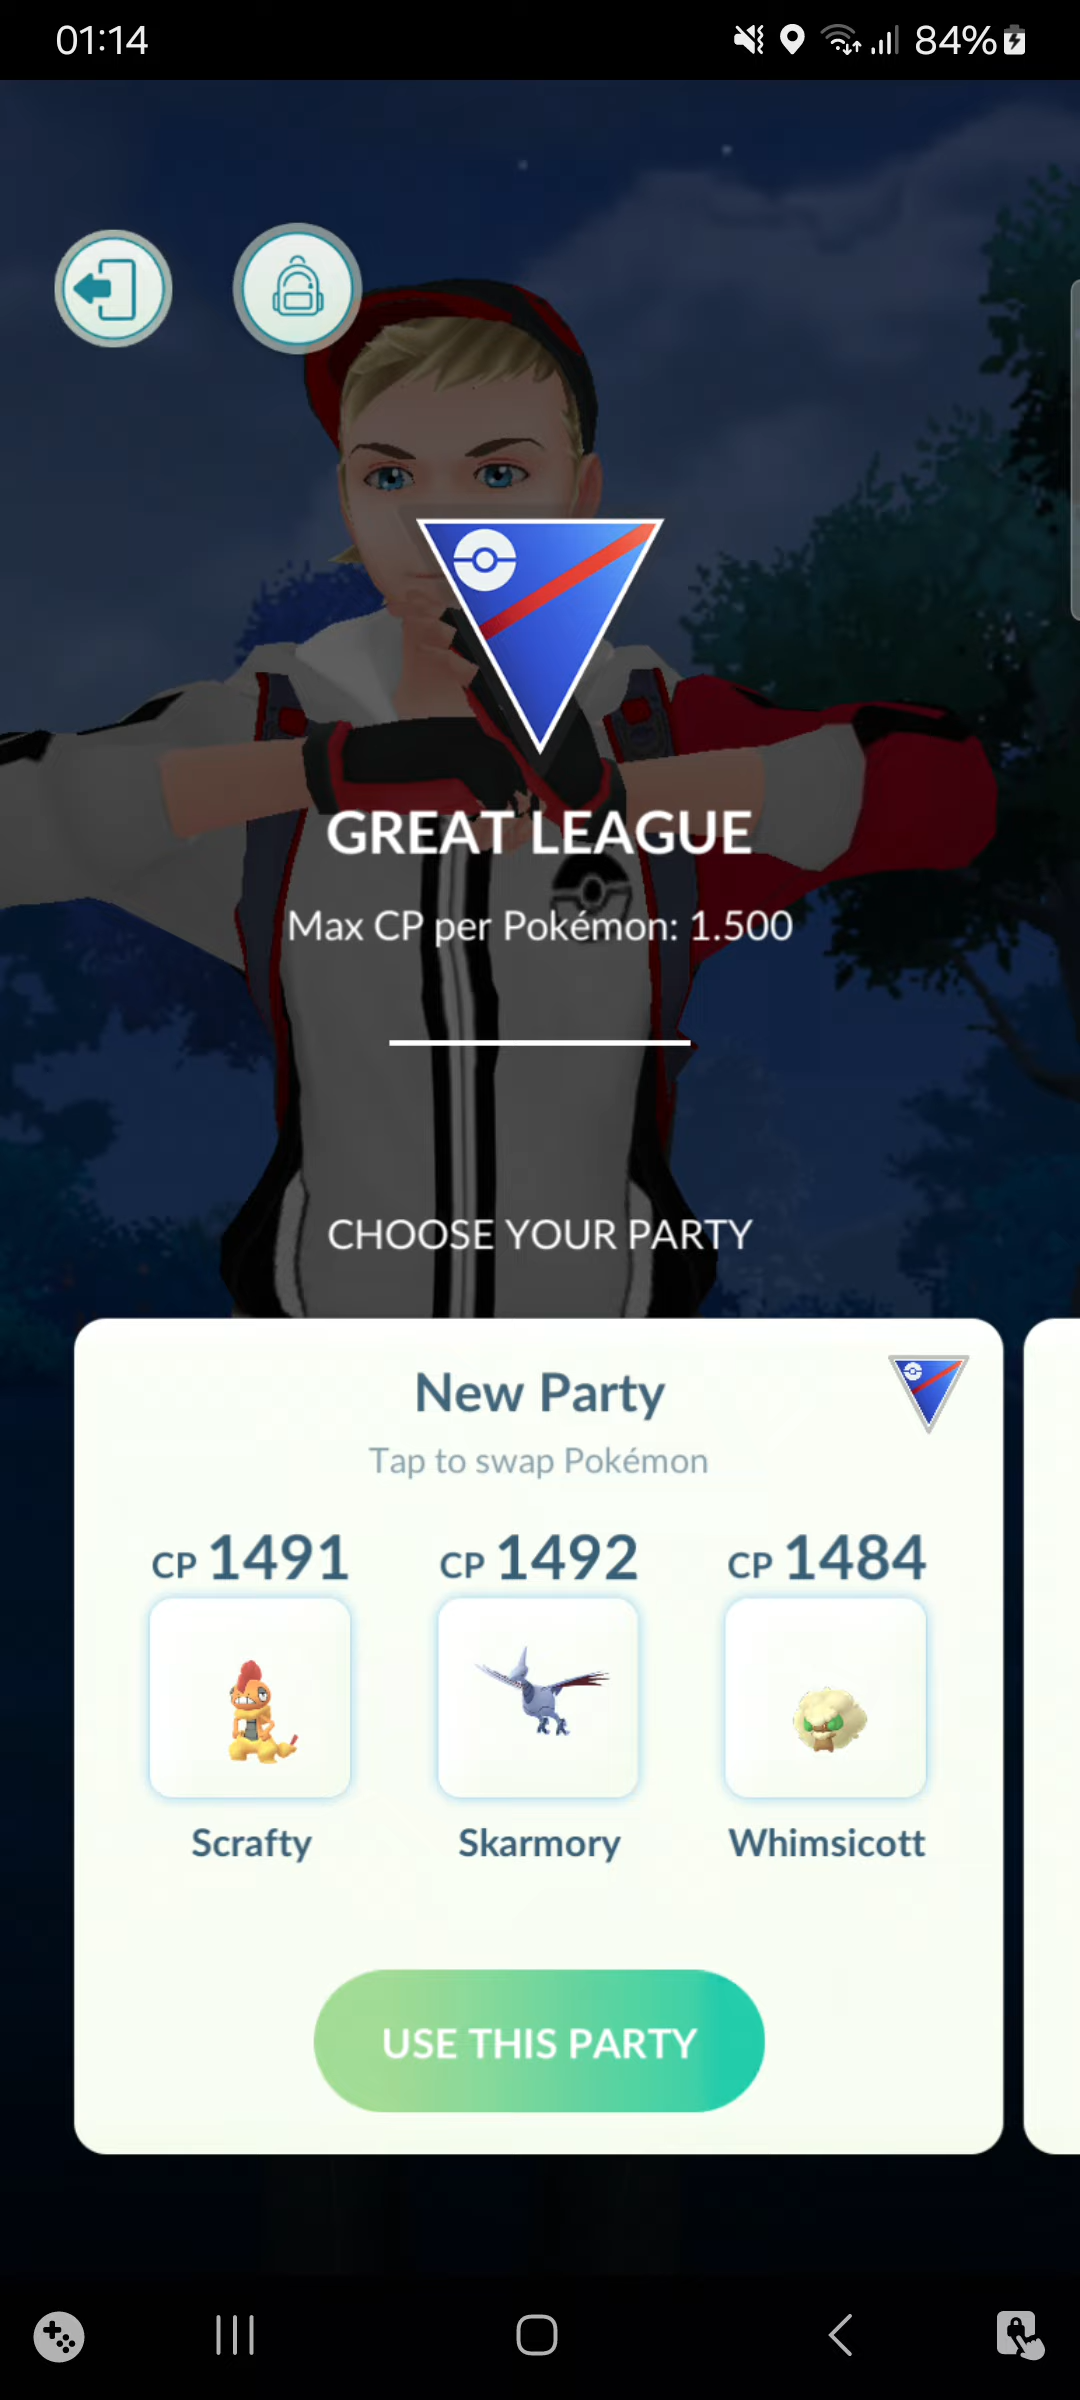 01:14
84%
GREAT LEAGUE
Max CP per Pokémon: 1.500
CHOOSE YOUR PARTY
New Party
Tap to swap Pokémon
CP 1491 CP 1492 CP 1484
Scrafty Skarmory Whimsicott
USE THIS PARTY